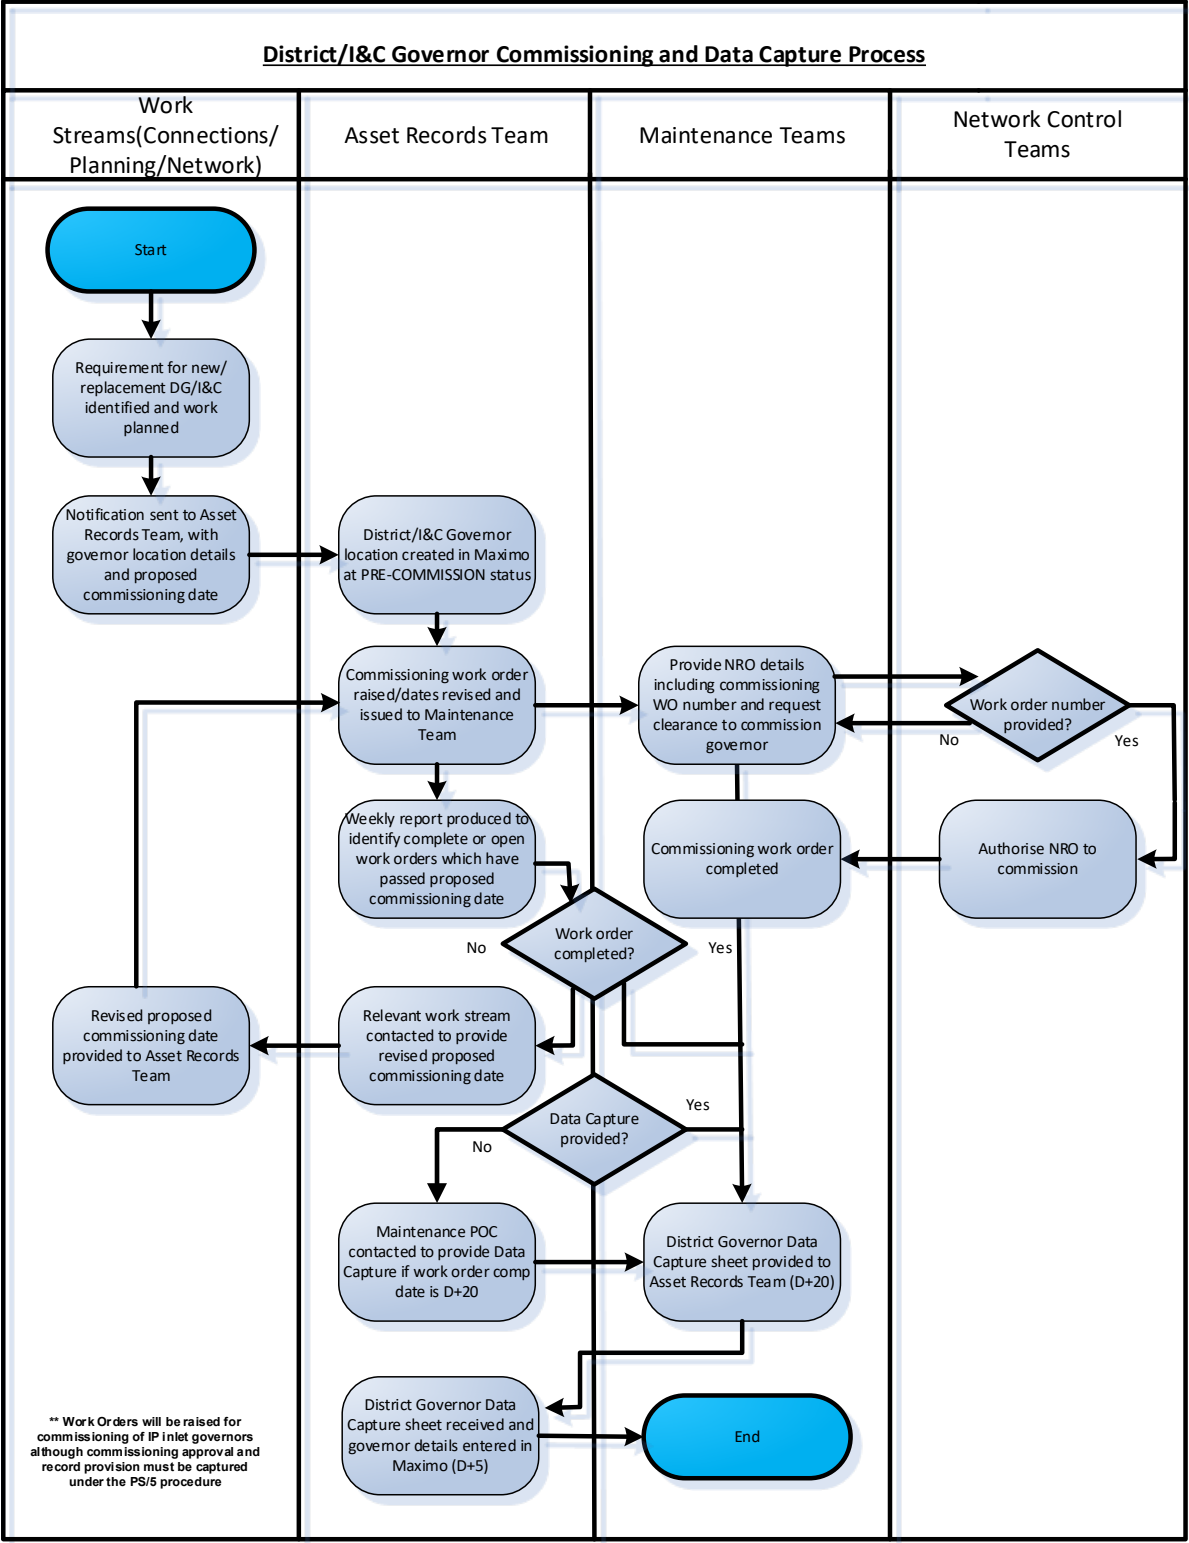 District/I&C Governor Commissioning and Data Capture Process
Work
Streams(Connections/
Planning/Network)
Asset Records Team
Maintenance Teams
Network Control
Teams
Start
Requirement for new/
replacement DG/I&C
identified and work
planned
Notification sent to Asset
Records Team, with
governor location details
and proposed
commissioning date
District/I&C Governor
location created in Maximo
at PRE-COMMISSION status
Commissioning work order
raised/dates revised and
issued to Maintenance
Team
Provide NRO details
including commissioning
WO number and request
clearance to commission
governor
Work order number
provided?
No
Yes
Weekly report produced to
identify complete or open
work orders which have
passed proposed
commissioning date
Commissioning work order
completed
Authorise NRO to
commission
Work order
completed?
No
Yes
Revised proposed
commissioning date
provided to Asset Records
Team
Relevant work stream
contacted to provide
revised proposed
commissioning date
Data Capture
provided?
Yes
No
Maintenance POC
contacted to provide Data
Capture if work order comp
date is D+20
District Governor Data
Capture sheet provided to
Asset Records Team (D+20)
District Governor Data
Capture sheet received and
governor details entered in
Maximo (D+5)
End
** Work Orders will be raised for
commissioning of IP inlet governors
although commissioning approval and
record provision must be captured
under the PS/5 procedure